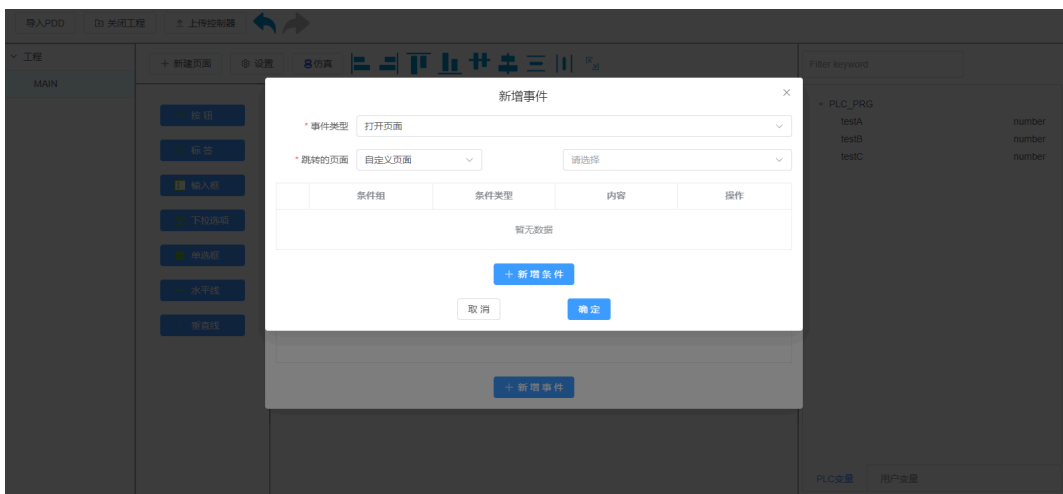 导入PDD 关闭工程 上传控制器
工程
MAIN
+ 新建页面 设置 仿真
Filter keyword
按钮
标签
输入框
下拉选项
单选框
水平线
垂直线
新增事件
* 事件类型 打开页面
* 跳转的页面 自定义页面 请选择
条件组 条件类型 内容 操作
暂无数据
+ 新增条件
取消 确定
+ 新增事件
PLC_PRG
testA number
testB number
testC number
PLC变量 用户变量